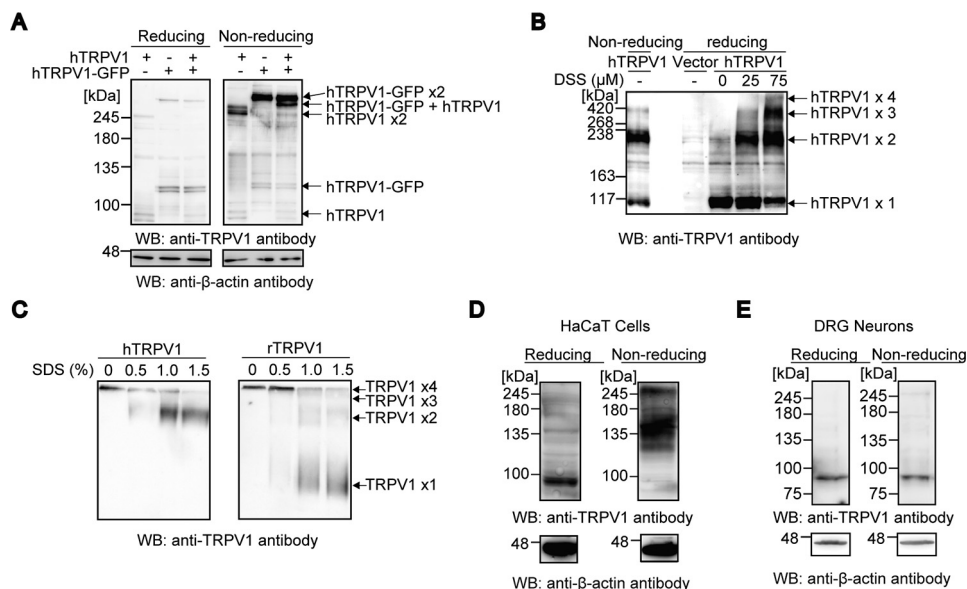 A
Reducing Non-reducing
hTRPV1 + - + + - +
hTRPV1-GFP - + + - + +
[kDa]
245
180
135
100
48
hTRPV1-GFP x2
hTRPV1-GFP + hTRPV1
hTRPV1 x2
hTRPV1-GFP
hTRPV1
WB: anti-TRPV1 antibody
WB: anti-β-actin antibody
B
Non-reducing reducing
hTRPV1 Vector hTRPV1
DSS (µM) - - 0 25 75
[kDa]
420
268
238
163
117
hTRPV1 x 4
hTRPV1 x 3
hTRPV1 x 2
hTRPV1 x 1
WB: anti-TRPV1 antibody
C
hTRPV1 rTRPV1
SDS (%) 0 0.5 1.0 1.5 0 0.5 1.0 1.5
TRPV1 x4
TRPV1 x3
TRPV1 x2
TRPV1 x1
WB: anti-TRPV1 antibody
D
HaCaT Cells
Reducing Non-reducing
[kDa] [kDa]
245 245
180 180
135 135
100 100
WB: anti-TRPV1 antibody
48 48
WB: anti-β-actin antibody
E
DRG Neurons
Reducing Non-reducing
[kDa] [kDa]
245 245
180 180
135 135
100 100
75 75
WB: anti-TRPV1 antibody
48 48
WB: anti-β-actin antibody